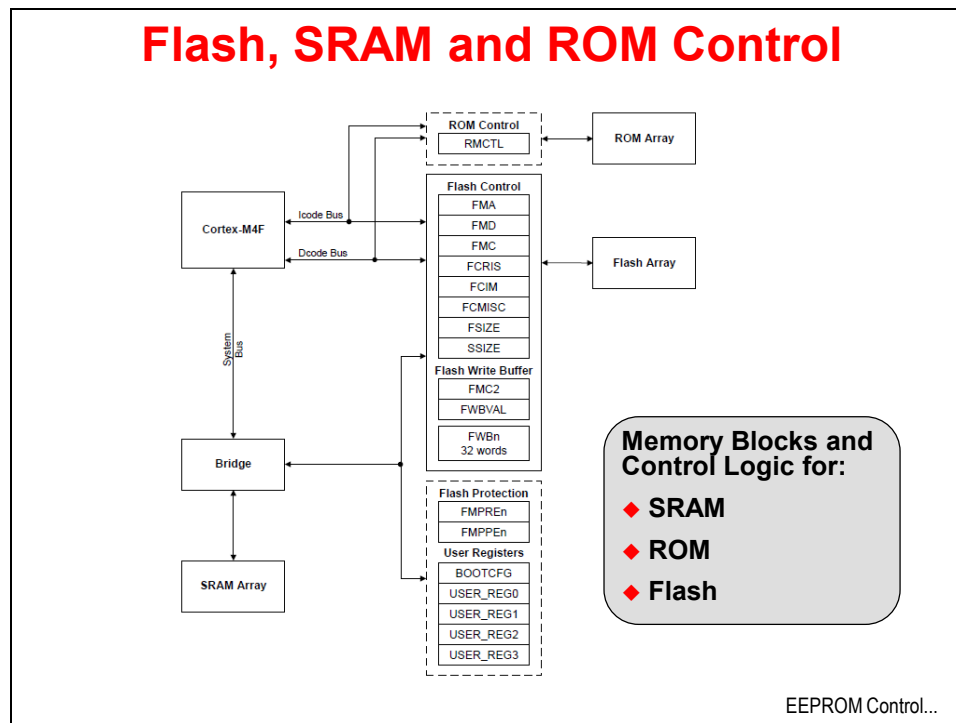 Flash, SRAM and ROM Control
ROM Control
RMCTL
ROM Array
Flash Control
FMA
FMD
FMC
FCRIS
FCIM
FCMISC
FSIZE
SSIZE
Flash Write Buffer
FMC2
FWBVAL
FWBn
32 words
Flash Array
Cortex-M4F
Icode Bus
Dcode Bus
System
Bus
Bridge
SRAM Array
Flash Protection
FMPREn
FMPPEn
User Registers
BOOTCFG
USER_REG0
USER_REG1
USER_REG2
USER_REG3
Memory Blocks and
Control Logic for:
◆ SRAM
◆ ROM
◆ Flash
EEPROM Control...